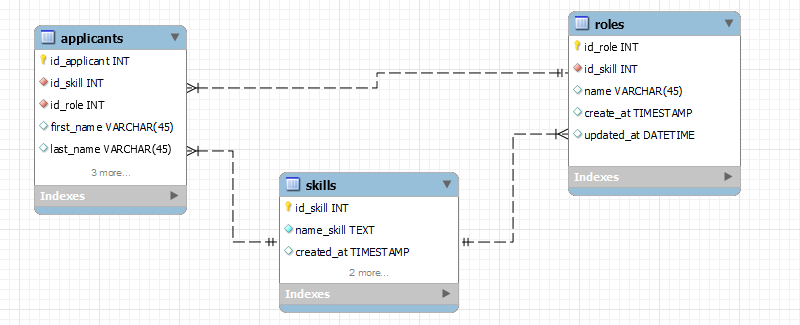 applicants
id_applicant INT
id_skill INT
id_role INT
first_name VARCHAR(45)
last_name VARCHAR(45)
3 more...
Indexes
skills
id_skill INT
name_skill TEXT
created_at TIMESTAMP
2 more...
Indexes
roles
id_role INT
id_skill INT
name VARCHAR(45)
create_at TIMESTAMP
updated_at DATETIME
Indexes